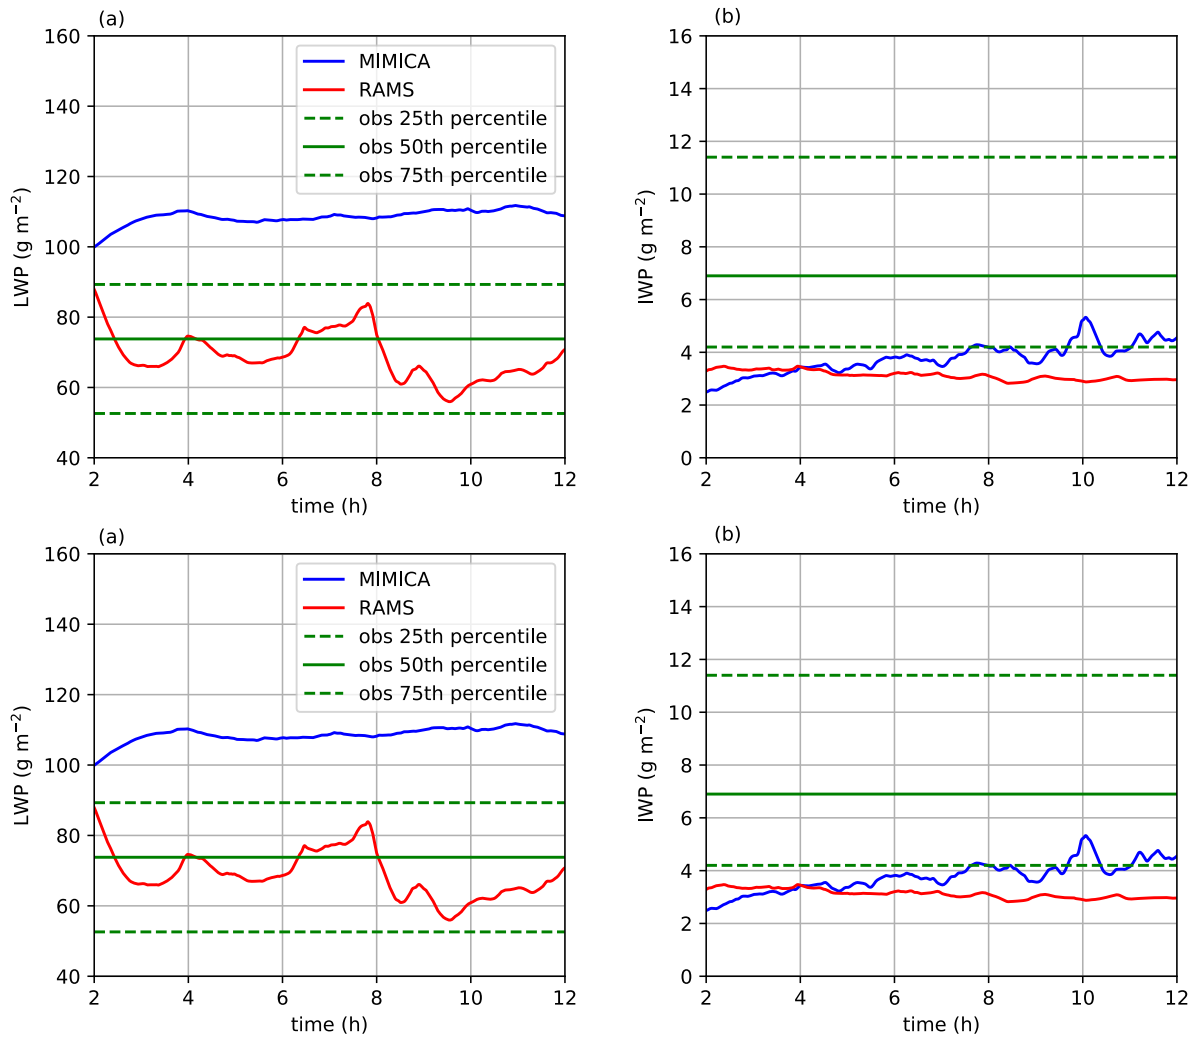 (a)
160
140
120
100
80
60
40
LWP (g m⁻²)
MIMICA
RAMS
obs 25th percentile
obs 50th percentile
obs 75th percentile
2 4 6 8 10 12
time (h)
(b)
16
14
12
10
8
6
4
2
0
IWP (g m⁻²)
2 4 6 8 10 12
time (h)
(a)
160
140
120
100
80
60
40
LWP (g m⁻²)
MIMICA
RAMS
obs 25th percentile
obs 50th percentile
obs 75th percentile
2 4 6 8 10 12
time (h)
(b)
16
14
12
10
8
6
4
2
0
IWP (g m⁻²)
2 4 6 8 10 12
time (h)